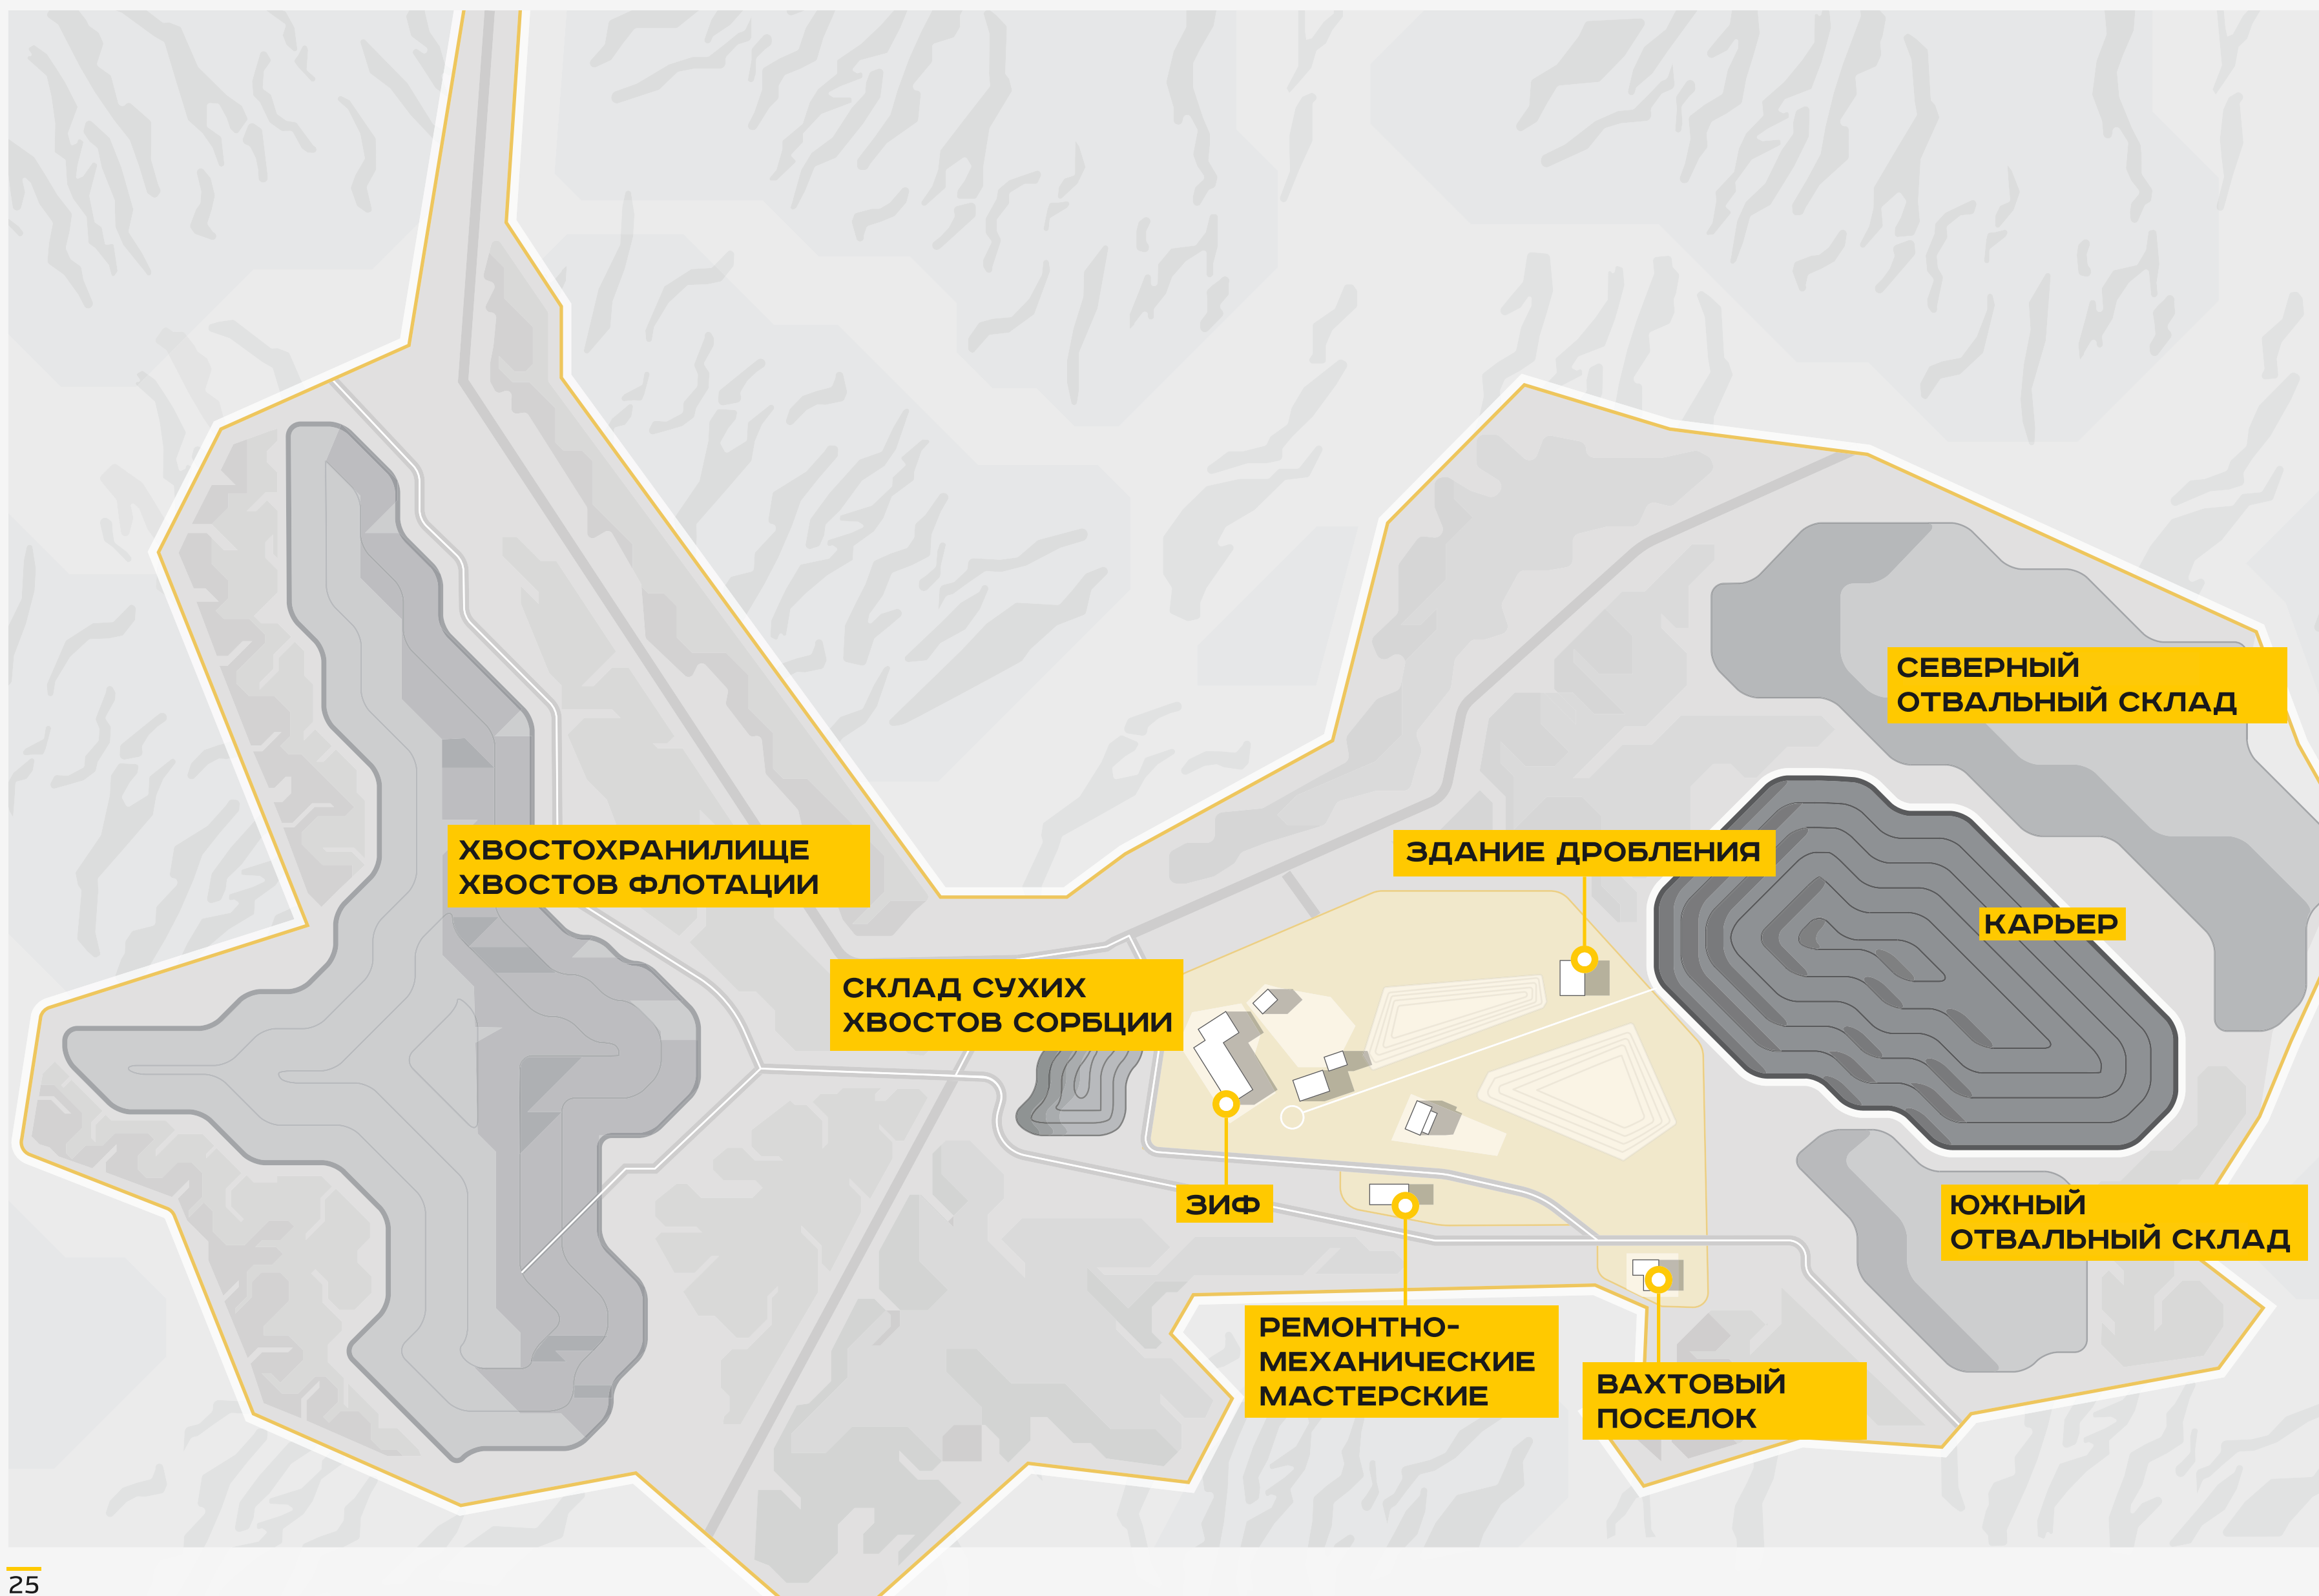 СЕВЕРНЫЙ
ОТВАЛЬНЫЙ СКЛАД
ХВОСТОХРАНИЛИЩЕ
ХВОСТОВ ФЛОТАЦИИ
ЗДАНИЕ ДРОБЛЕНИЯ
КАРЬЕР
СКЛАД СУХИХ
ХВОСТОВ СОРБЦИИ
ЗИФ
ЮЖНЫЙ
ОТВАЛЬНЫЙ СКЛАД
РЕМОНТНО-
МЕХАНИЧЕСКИЕ
МАСТЕРСКИЕ
ВАХТОВЫЙ
ПОСЕЛОК
25